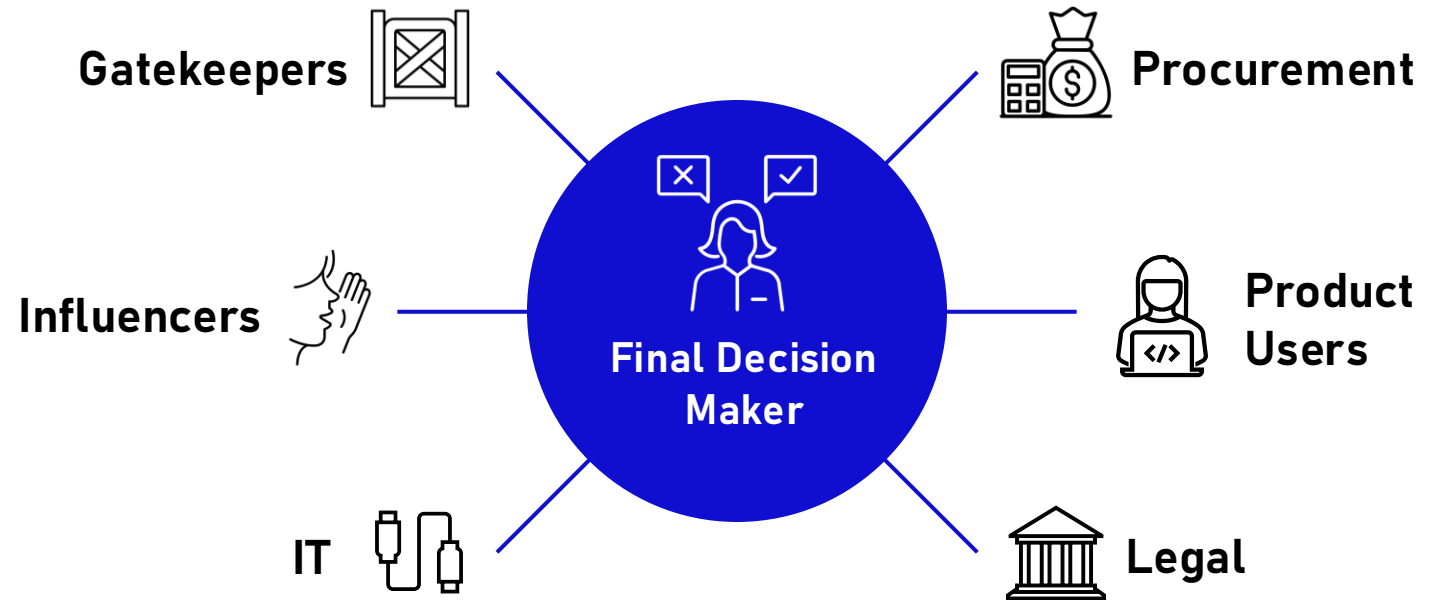 Gatekeepers
Procurement
Influencers
Final Decision
Maker
$
</>
Product
Users
IT
Legal